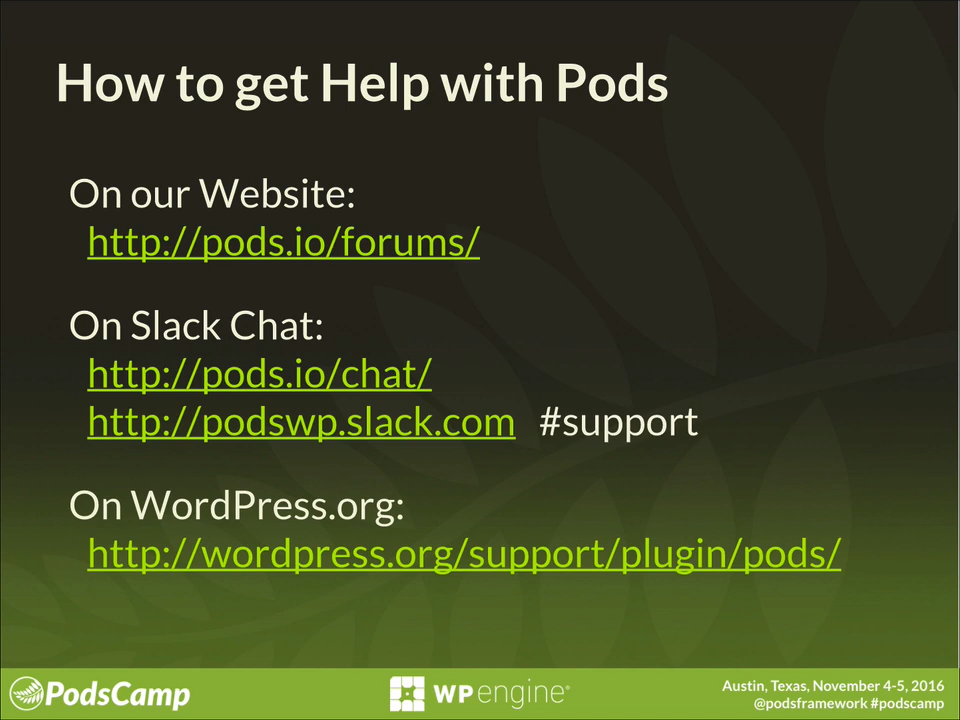 How to get Help with Pods
On our Website:
http://pods.io/forums/
On Slack Chat:
http://pods.io/chat/
http://podswp.slack.com #support
On WordPress.org:
http://wordpress.org/support/plugin/pods/
PodsCamp
WP engine®
Austin, Texas, November 4-5, 2016
@podsframework #podscamp